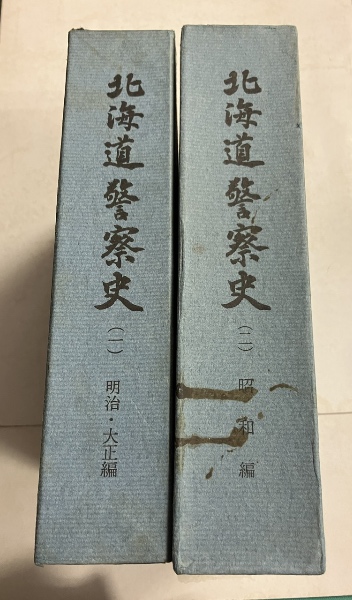 北海道警察史
(一)
明治・大正編
北海道警察史
(二)
昭和編